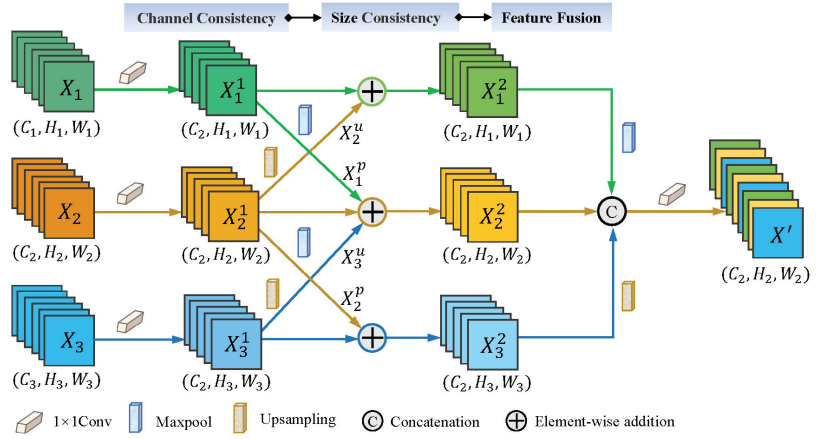 Channel Consistency Size Consistency Feature Fusion
X₁ X₁¹ X₁² 
(C₁, H₁, W₁) (C₂, H₁, W₁) (C₂, H₁, W₁)
X₂ᵘ
X₁ᵖ
X₂ X₂¹ X₂² C X′
(C₂, H₂, W₂) (C₂, H₂, W₂) (C₂, H₂, W₂) (C₂, H₂, W₂)
X₃ᵘ
X₂ᵖ
X₃ X₃¹ X₃²
(C₃, H₃, W₃) (C₂, H₃, W₃) (C₂, H₃, W₃)
1×1Conv Maxpool Upsampling C Concatenation Element-wise addition